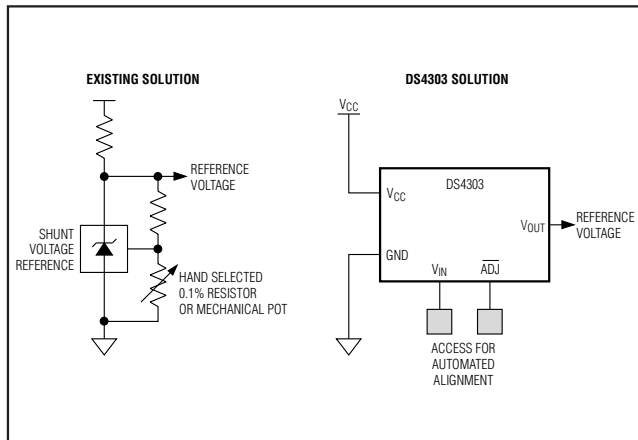 EXISTING SOLUTION
REFERENCE
VOLTAGE
SHUNT
VOLTAGE
REFERENCE
HAND SELECTED
0.1% RESISTOR
OR MECHANICAL POT
DS4303 SOLUTION
VCC
DS4303
VCC
VOUT
REFERENCE
VOLTAGE
GND
VIN
ADJ
ACCESS FOR
AUTOMATED
ALIGNMENT